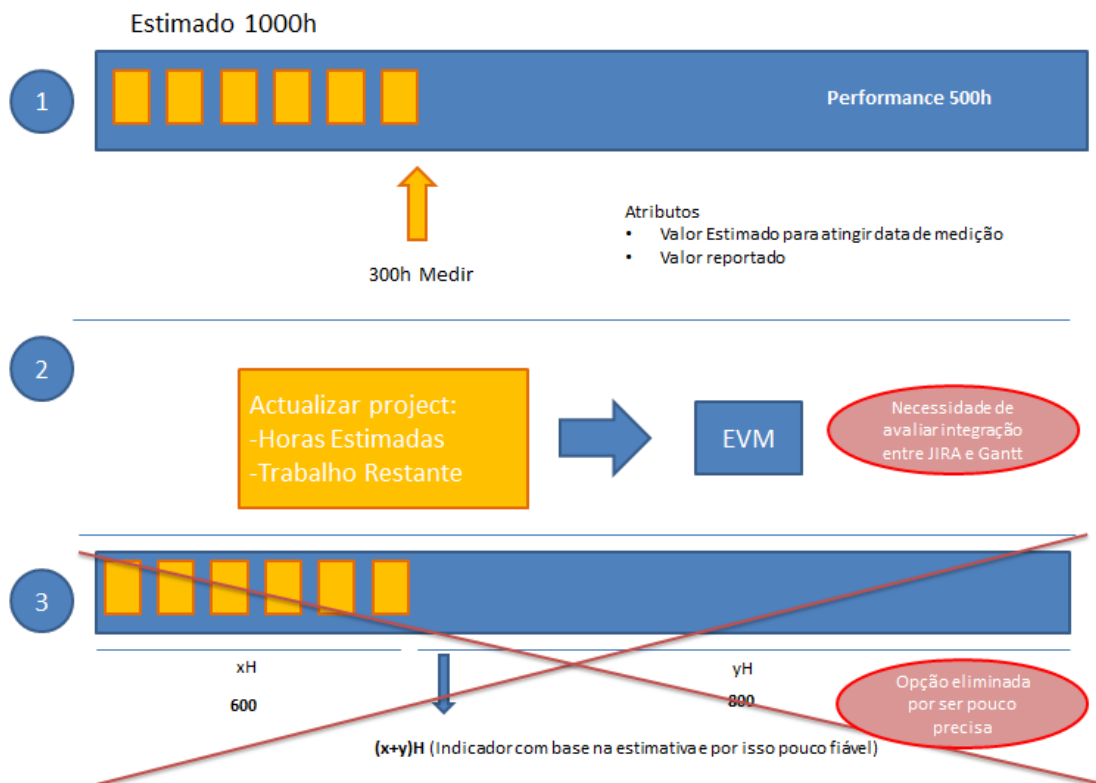 Estimado 1000h
1
Performance 500h
300h Medir
Atributos
• Valor Estimado para atingir data de medição
• Valor reportado
2
Actualizar project:
-Horas Estimadas
-Trabalho Restante
EVM
Necessidade de
avaliar integração
entre JIRA e Gantt
3
xH
yH
600
800
Opção eliminada
por ser pouco
precisa
(x+y)H (Indicador com base na estimativa e por isso pouco fiável)